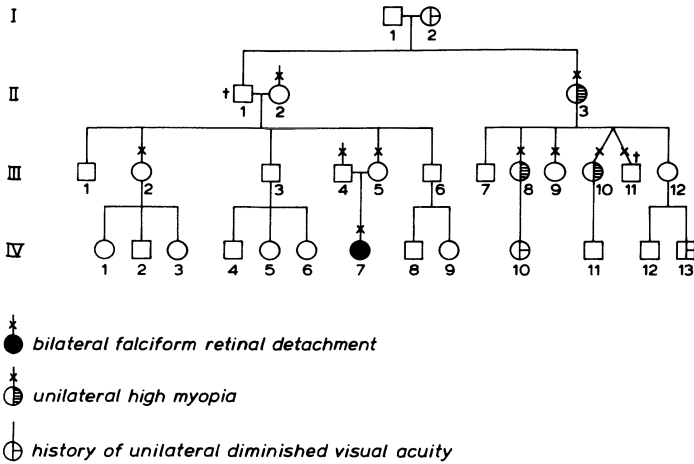 I
1 2
II
† 1 2 3
†
III
1 2 3 4 5 6 7 8 9 10 11 12
IV
1 2 3 4 5 6 7 8 9 10 11 12 13
bilateral falciform retinal detachment
unilateral high myopia
history of unilateral diminished visual acuity